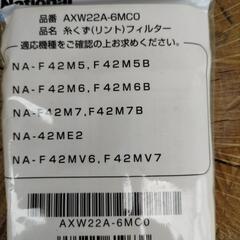 National
品番 AXW22A-6MC0
品名 糸くず(リント)フィルター
適応機種をご確認の上お求めください。
NA-F42M5,F42M5B
NA-F42M6,F42M6B
NA-F42M7,F42M7B
NA-42ME2
NA-F42MV6,F42MV7
AXW22A-6MC0